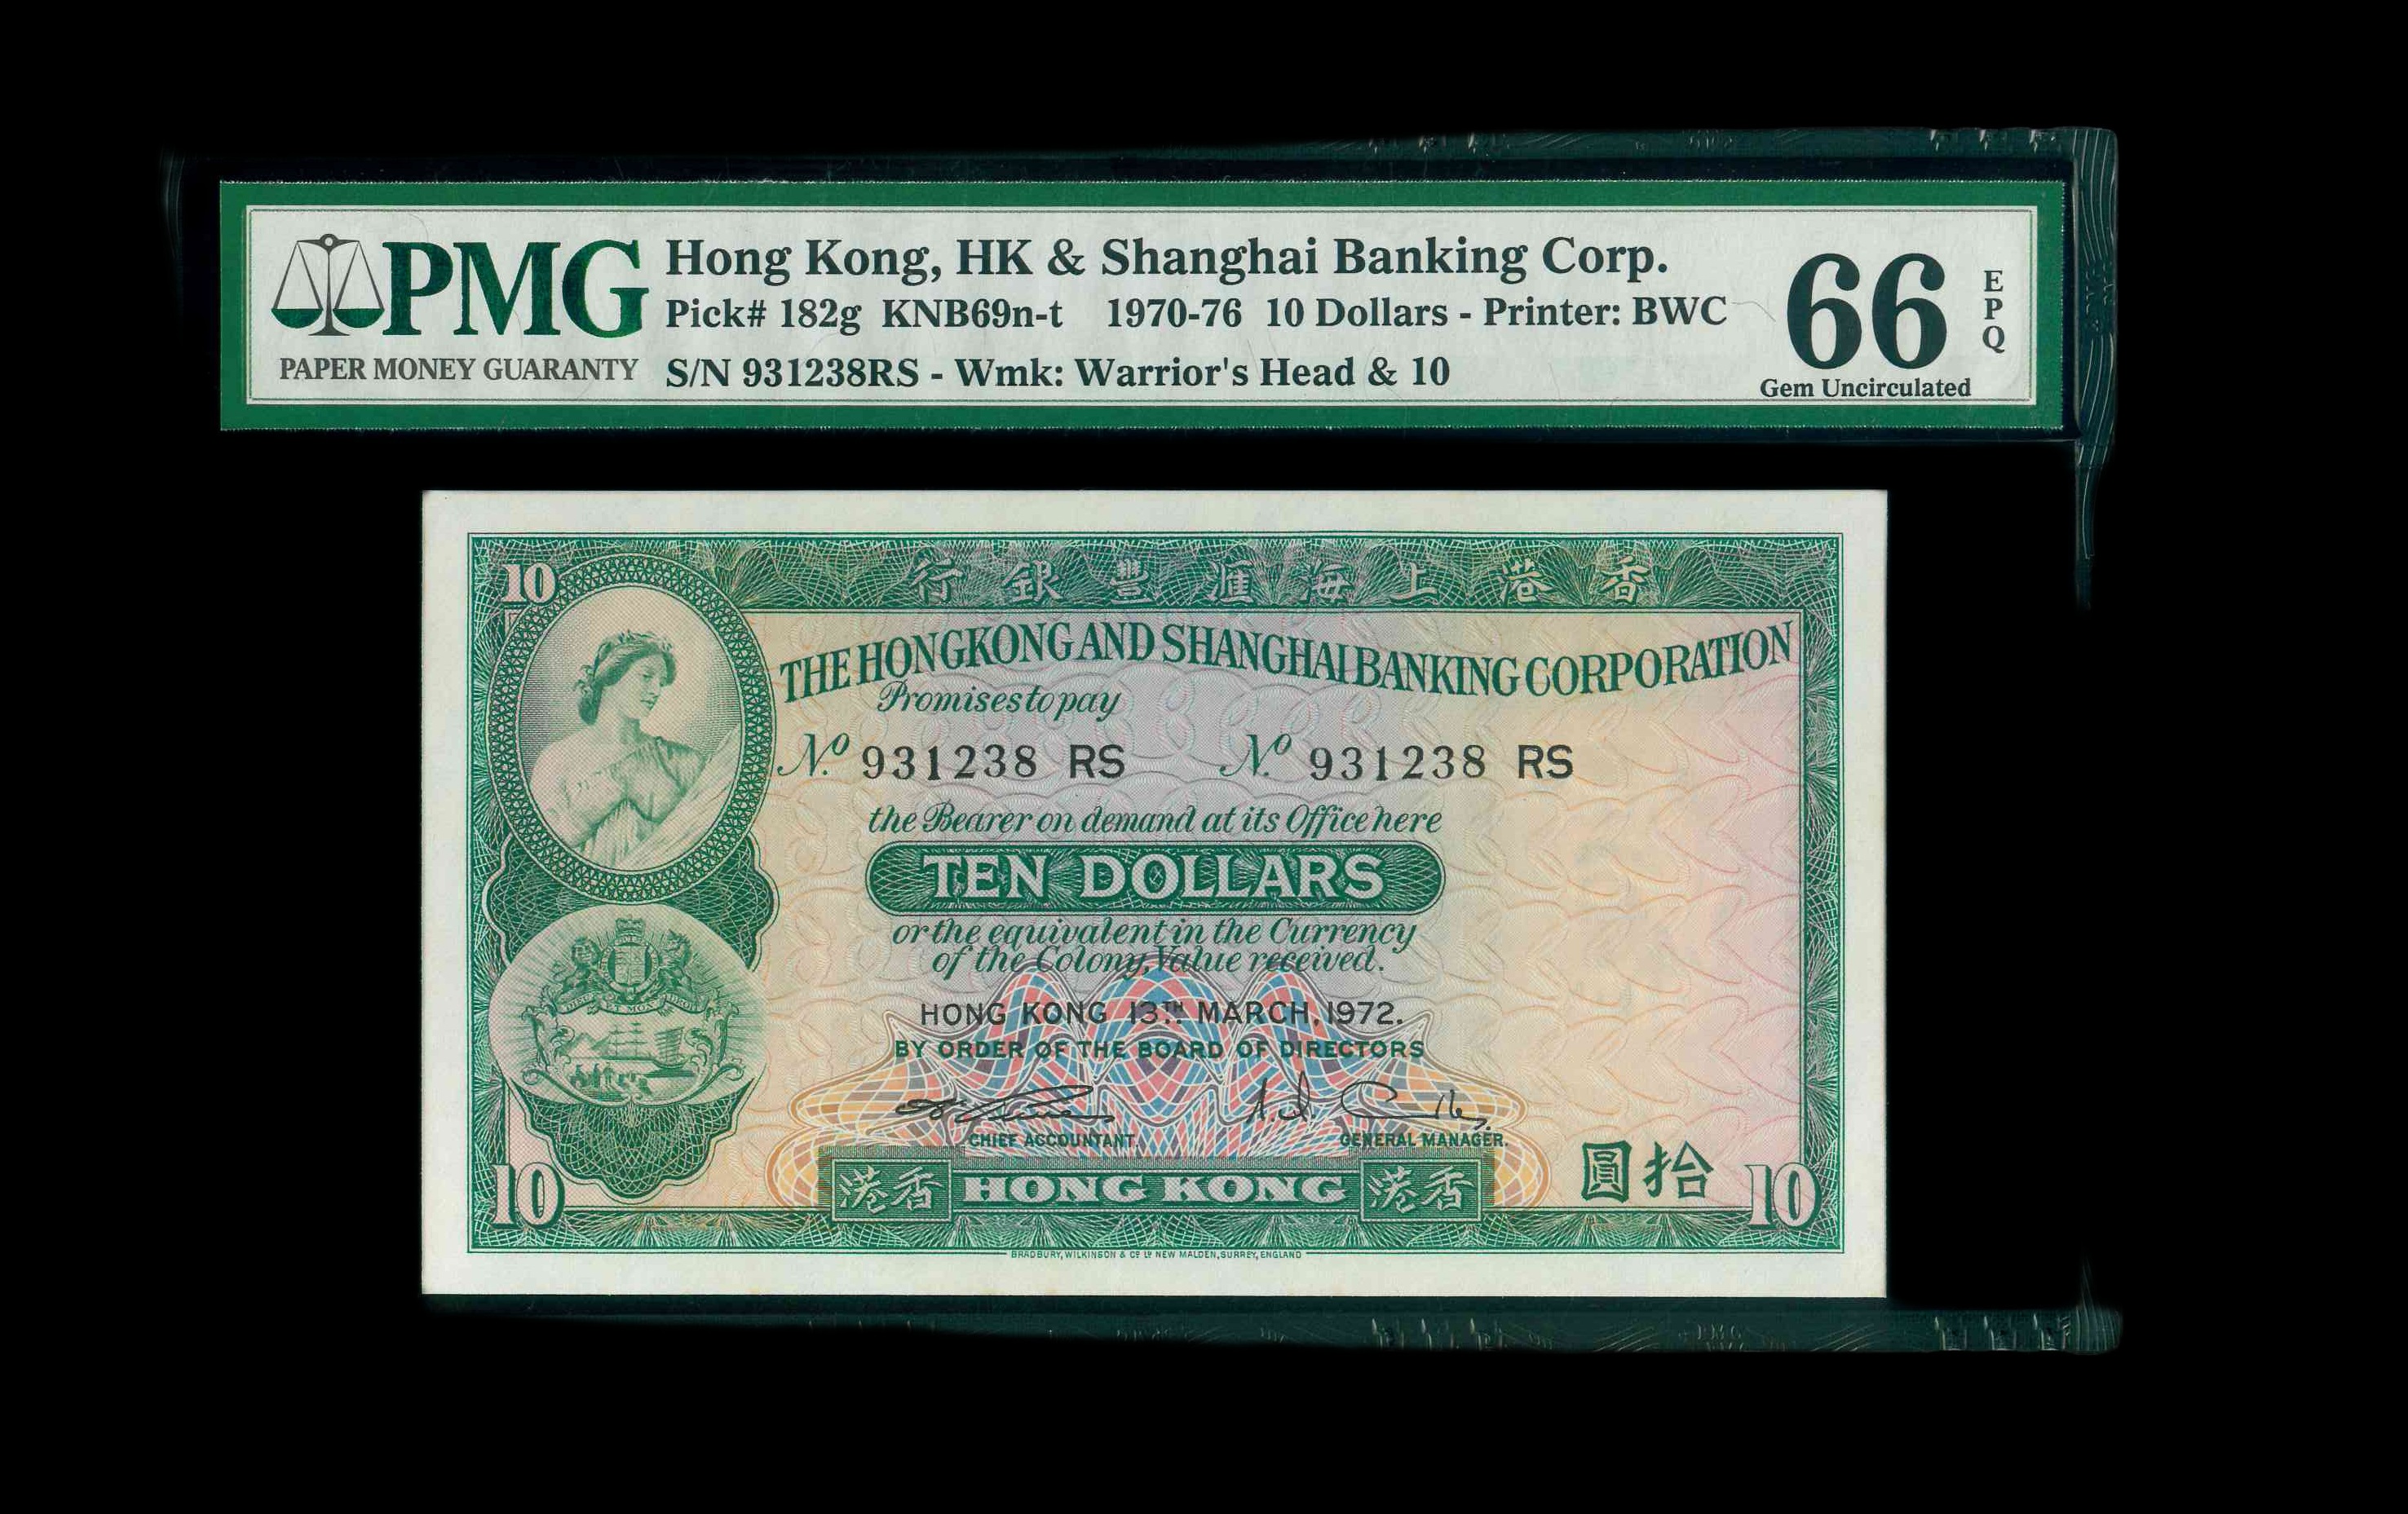 PMG
PAPER MONEY GUARANTY
Hong Kong, HK & Shanghai Banking Corp.
Pick# 182g KNB69n-t 1970-76 10 Dollars - Printer: BWC
S/N 931238RS - Wmk: Warrior's Head & 10
66
EPQ
Gem Uncirculated
10
行銀豐滙海上港香
THE HONGKONG AND SHANGHAI BANKING CORPORATION
Promises to pay
No. 931238 RS No. 931238 RS
the Bearer on demand at its Office here
TEN DOLLARS
or the equivalent in the Currency
of the Colony, Value received.
HONG KONG 13TH MARCH, 1972.
BY ORDER OF THE BOARD OF DIRECTORS
CHIEF ACCOUNTANT. GENERAL MANAGER.
10 港香 HONG KONG 港香 圓拾 10
BRADBURY, WILKINSON & Co. Ld. NEW MALDEN, SURREY, ENGLAND